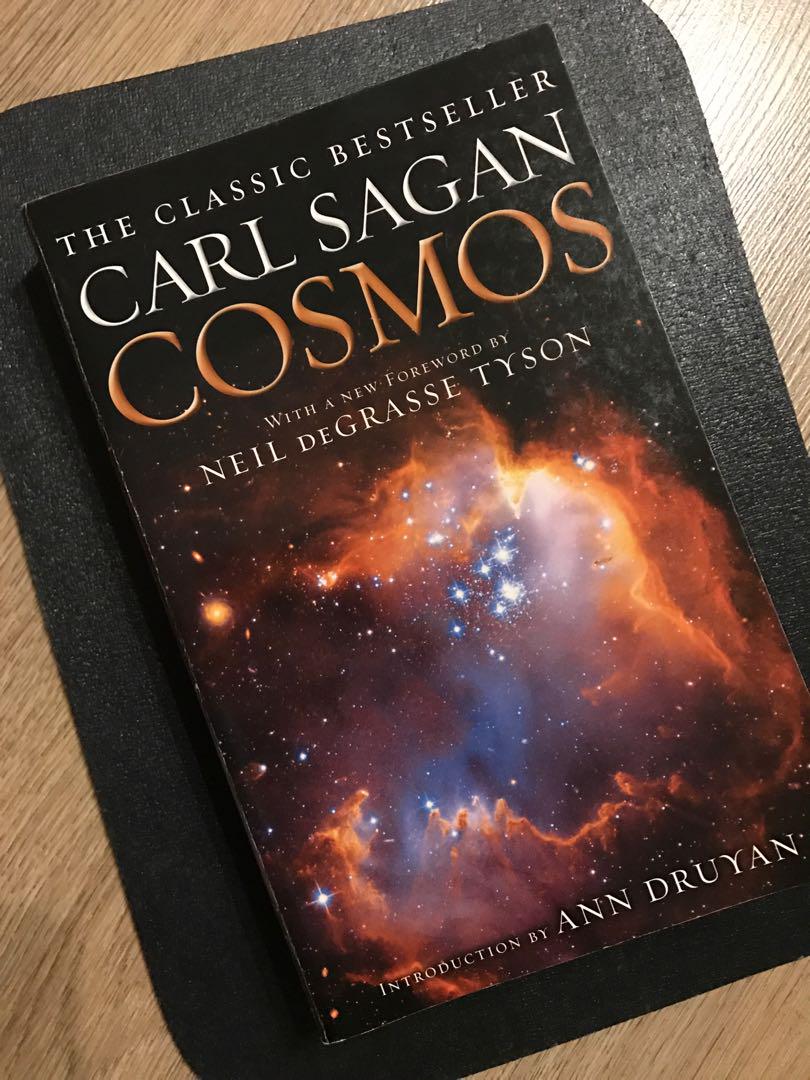 THE CLASSIC BESTSELLER
CARL SAGAN
COSMOS
WITH A NEW FOREWORD BY
NEIL DEGRASSE TYSON
INTRODUCTION BY ANN DRUYAN